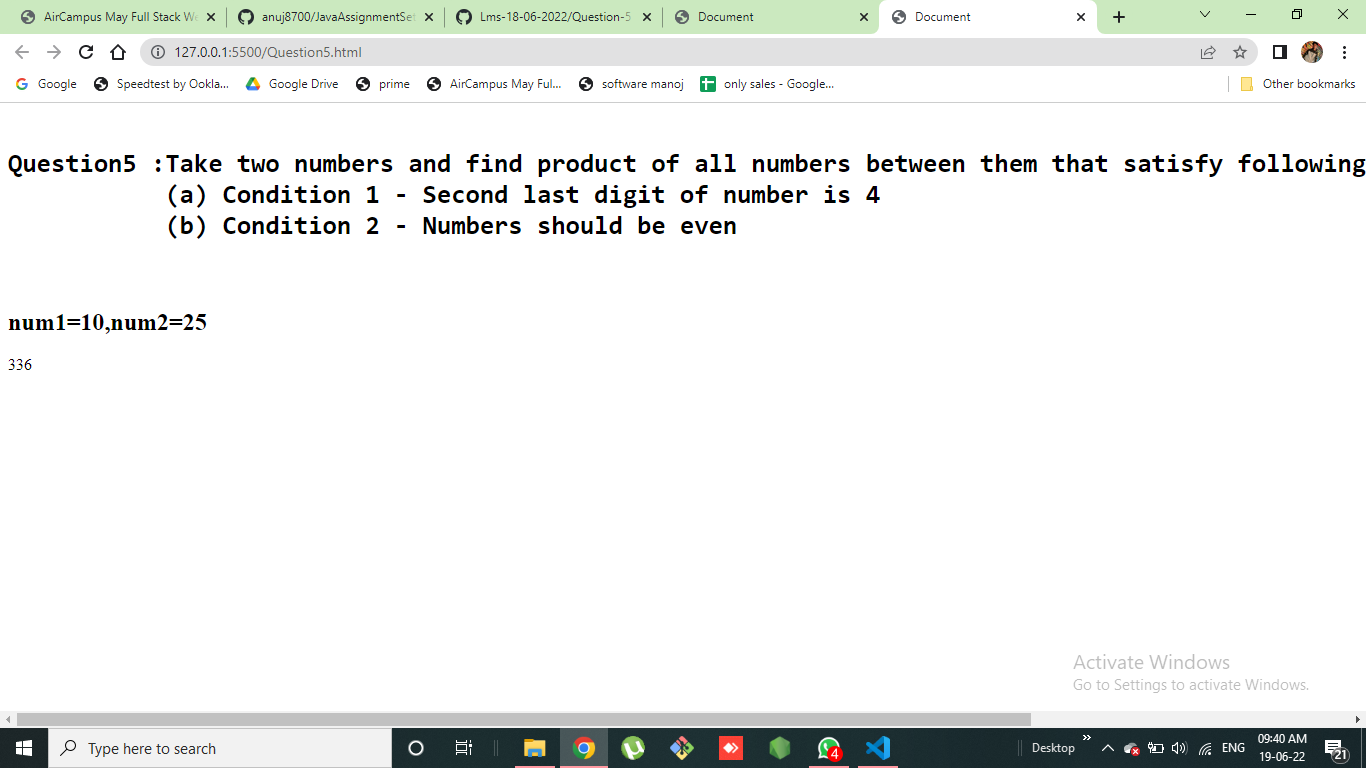 AirCampus May Full Stack We
anuj8700/JavaAssignmentSet
Lms-18-06-2022/Question-5
Document
Document
127.0.0.1:5500/Question5.html
Google
Speedtest by Ookla...
Google Drive
prime
AirCampus May Ful...
software manoj
only sales - Google...
Other bookmarks
Question5 :Take two numbers and find product of all numbers between them that satisfy following
(a) Condition 1 - Second last digit of number is 4
(b) Condition 2 - Numbers should be even
num1=10,num2=25
336
Activate Windows
Go to Settings to activate Windows.
Type here to search
4
Desktop
ENG
09:40 AM
19-06-22
21